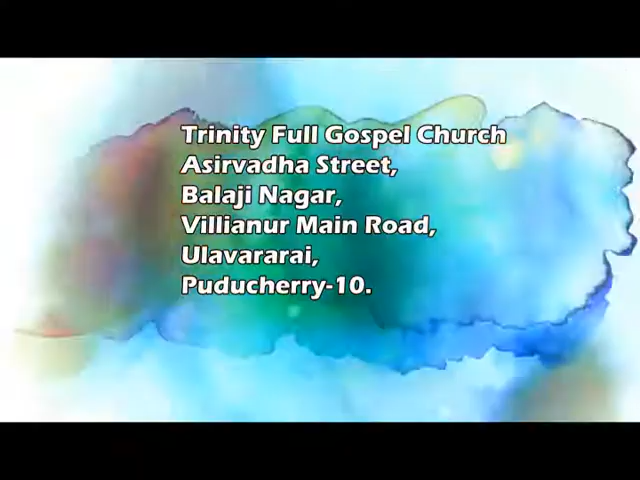 Trinity Full Gospel Church
Asirvadha Street,
Balaji Nagar,
Villianur Main Road,
Ulavararai,
Puducherry-10.